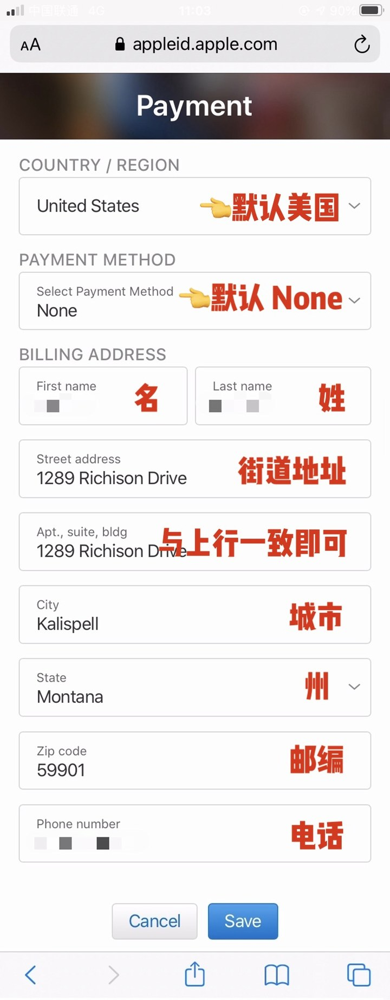 中国联通 4G 11:03 90%
AA appleid.apple.com
Payment
COUNTRY / REGION
United States 👈默认美国
PAYMENT METHOD
Select Payment Method
None 👈默认 None
BILLING ADDRESS
First name 名
Last name 姓
Street address
1289 Richison Drive 街道地址
Apt., suite, bldg
1289 Richison Drive 与上行一致即可
City
Kalispell 城市
State
Montana 州
Zip code
59901 邮编
Phone number 电话
Cancel Save